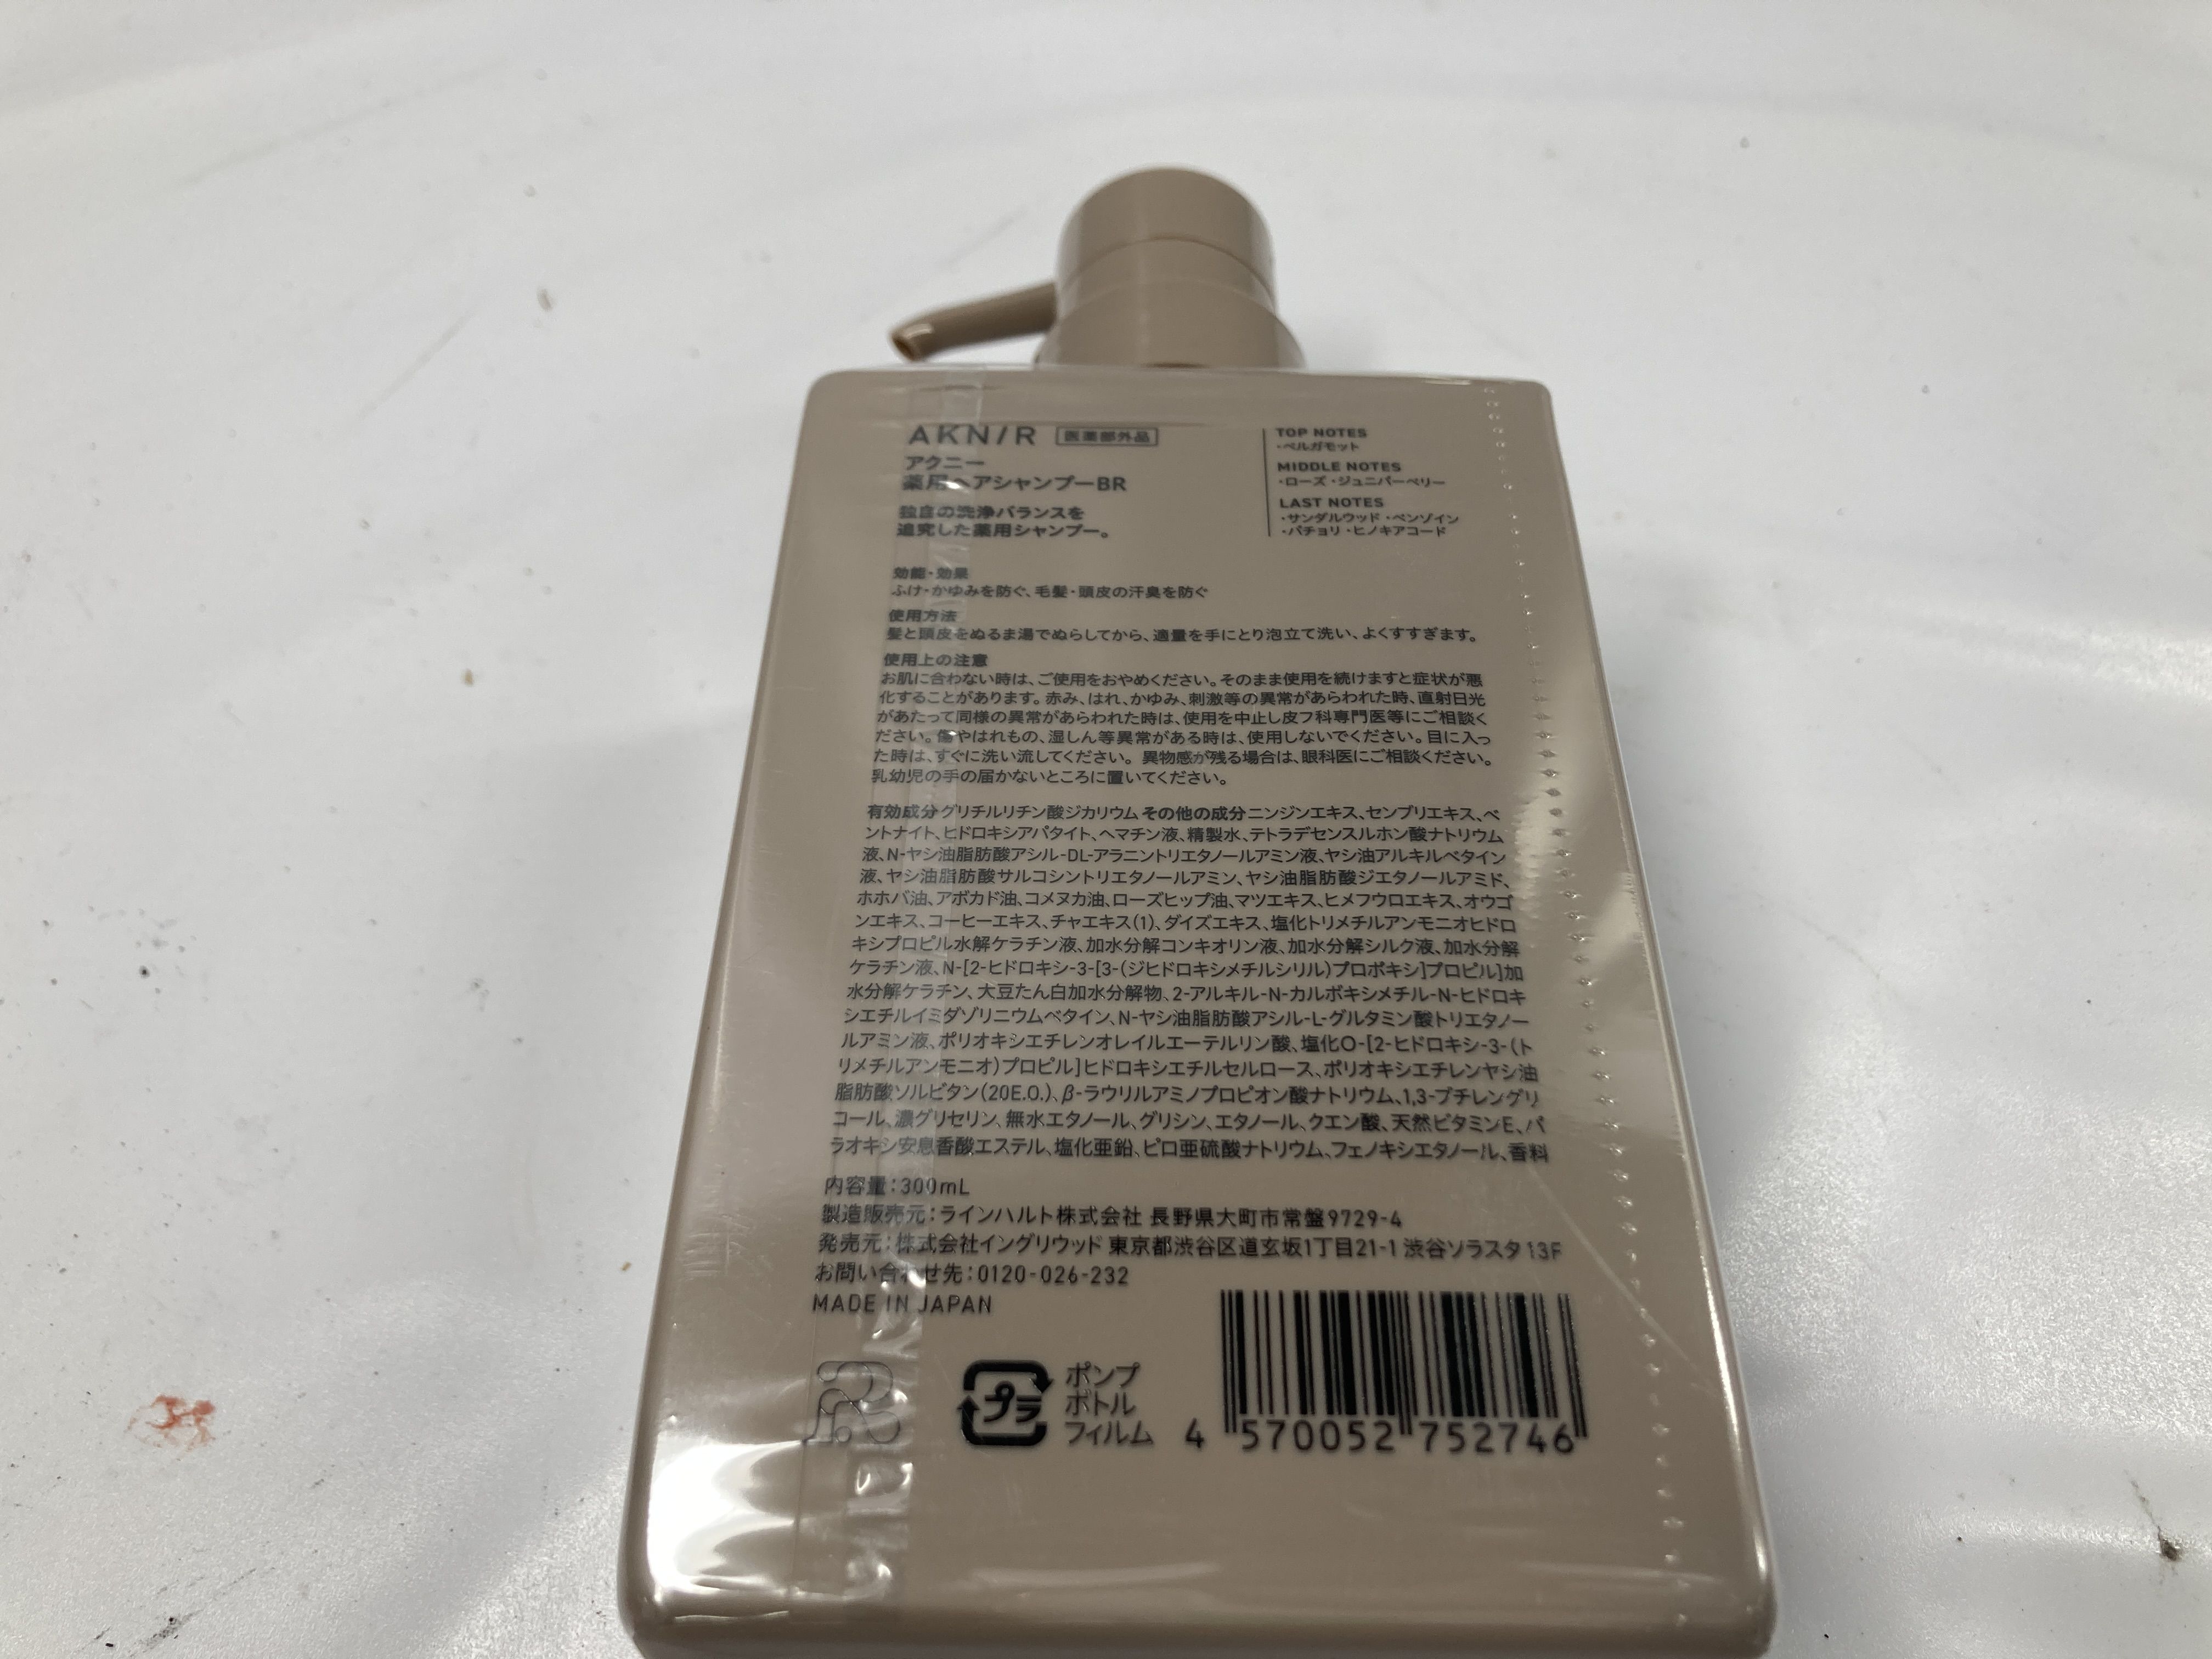 AKN/R 医薬部外品
アクニー
薬用ヘアシャンプーBR
独自の洗浄バランスを
追究した薬用シャンプー。
TOP NOTES
・ベルガモット
MIDDLE NOTES
・ローズ・ジュニパーベリー
LAST NOTES
・サンダルウッド・ベンゾイン
・パチョリ・ヒノキアコード
効能・効果
ふけ・かゆみを防ぐ、毛髪・頭皮の汗臭を防ぐ
使用方法
髪と頭皮をぬるま湯でぬらしてから、適量を手にとり泡立て洗い、よくすすぎます。
使用上の注意
お肌に合わない時は、ご使用をおやめください。そのまま使用を続けますと症状が悪
化することがあります。赤み、はれ、かゆみ、刺激等の異常があらわれた時、直射日光
があたって同様の異常があらわれた時は、使用を中止し皮フ科専門医等にご相談く
ださい。傷やはれもの、湿しん等異常がある時は、使用しないでください。目に入っ
た時は、すぐに洗い流してください。異物感が残る場合は、眼科医にご相談ください。
乳幼児の手の届かないところに置いてください。
有効成分グリチルリチン酸ジカリウム その他の成分ニンジンエキス、センブリエキス、ベ
ントナイト、ヒドロキシアパタイト、ヘマチン液、精製水、テトラデセンスルホン酸ナトリウム
液、N-ヤシ油脂肪酸アシル-DL-アラニントリエタノールアミン液、ヤシ油アルキルベタイン
液、ヤシ油脂肪酸サルコシントリエタノールアミン、ヤシ油脂肪酸ジエタノールアミド、
ホホバ油、アボカド油、コメヌカ油、ローズヒップ油、マツエキス、ヒメフウロエキス、オウゴ
ンエキス、コーヒーエキス、チャエキス(1)、ダイズエキス、塩化トリメチルアンモニオヒドロ
キシプロピル加水分解ケラチン液、加水分解コンキオリン液、加水分解シルク液、加水分解
ケラチン液、N-[2-ヒドロキシ-3-[3-(ジヒドロキシメチルシリル)プロポキシ]プロピル]加
水分解ケラチン、大豆たん白加水分解物、2-アルキル-N-カルボキシメチル-N-ヒドロキ
シエチルイミダゾリニウムベタイン、N-ヤシ油脂肪酸アシル-L-グルタミン酸トリエタノー
ルアミン液、ポリオキシエチレンオレイルエーテルリン酸、塩化O-[2-ヒドロキシ-3-(ト
リメチルアンモニオ)プロピル]ヒドロキシエチルセルロース、ポリオキシエチレンヤシ油
脂肪酸ソルビタン(20E.O.)、β-ラウリルアミノプロピオン酸ナトリウム、1,3-ブチレングリ
コール、濃グリセリン、無水エタノール、グリシン、エタノール、クエン酸、天然ビタミンE、パ
ラオキシ安息香酸エステル、塩化亜鉛、ピロ亜硫酸ナトリウム、フェノキシエタノール、香料
内容量：300mL
製造販売元：ラインハルト株式会社 長野県大町市常盤9729-4
発売元：株式会社イングリウッド 東京都渋谷区道玄坂1丁目21-1 渋谷ソラスタ13F
お問い合わせ先：0120-026-232
MADE IN JAPAN
プラ
ポンプ
ボトル
フィルム
4 570052 752746